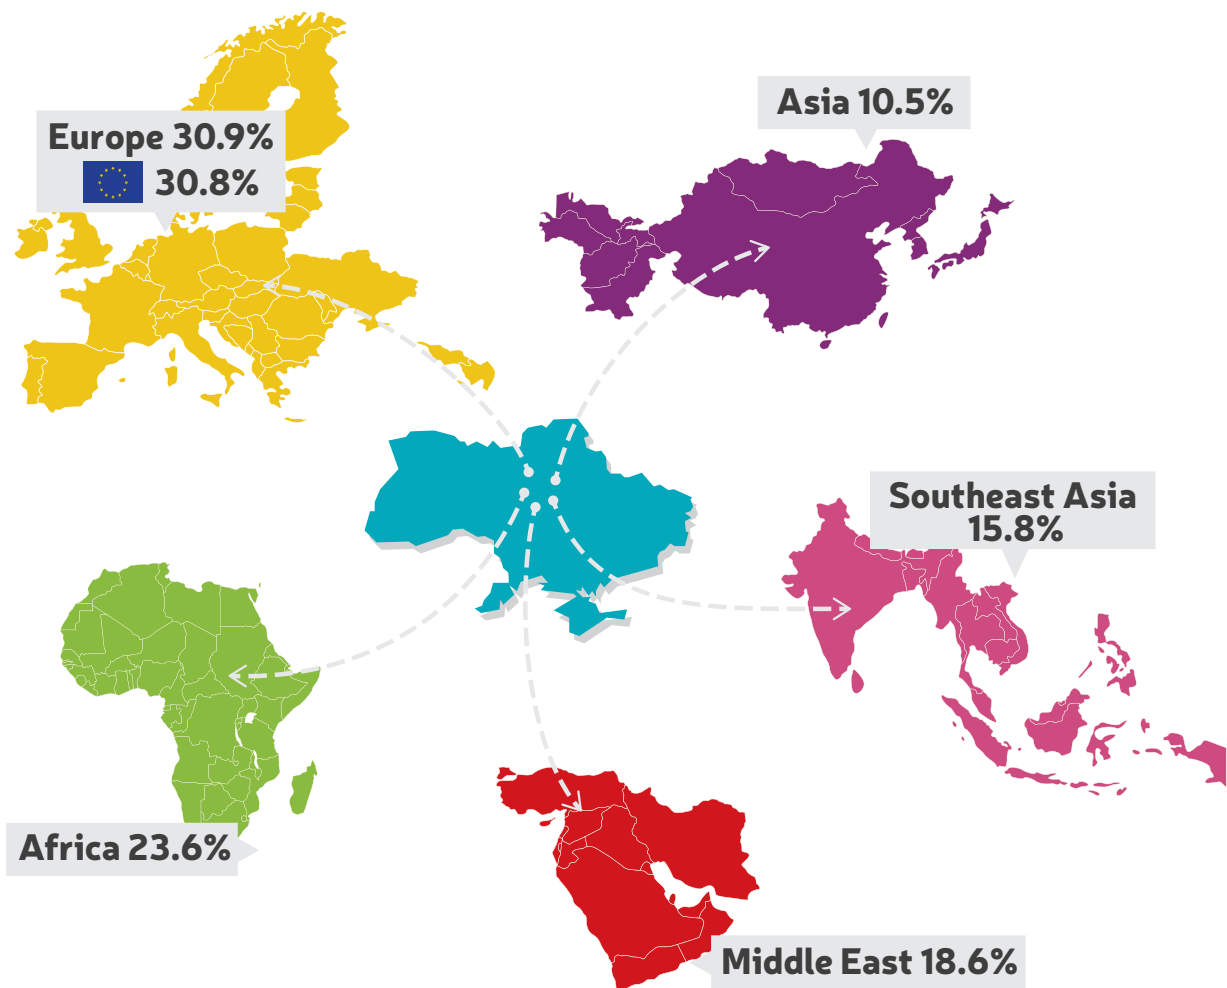 Europe 30.9%
30.8%
Asia 10.5%
Southeast Asia
15.8%
Africa 23.6%
Middle East 18.6%